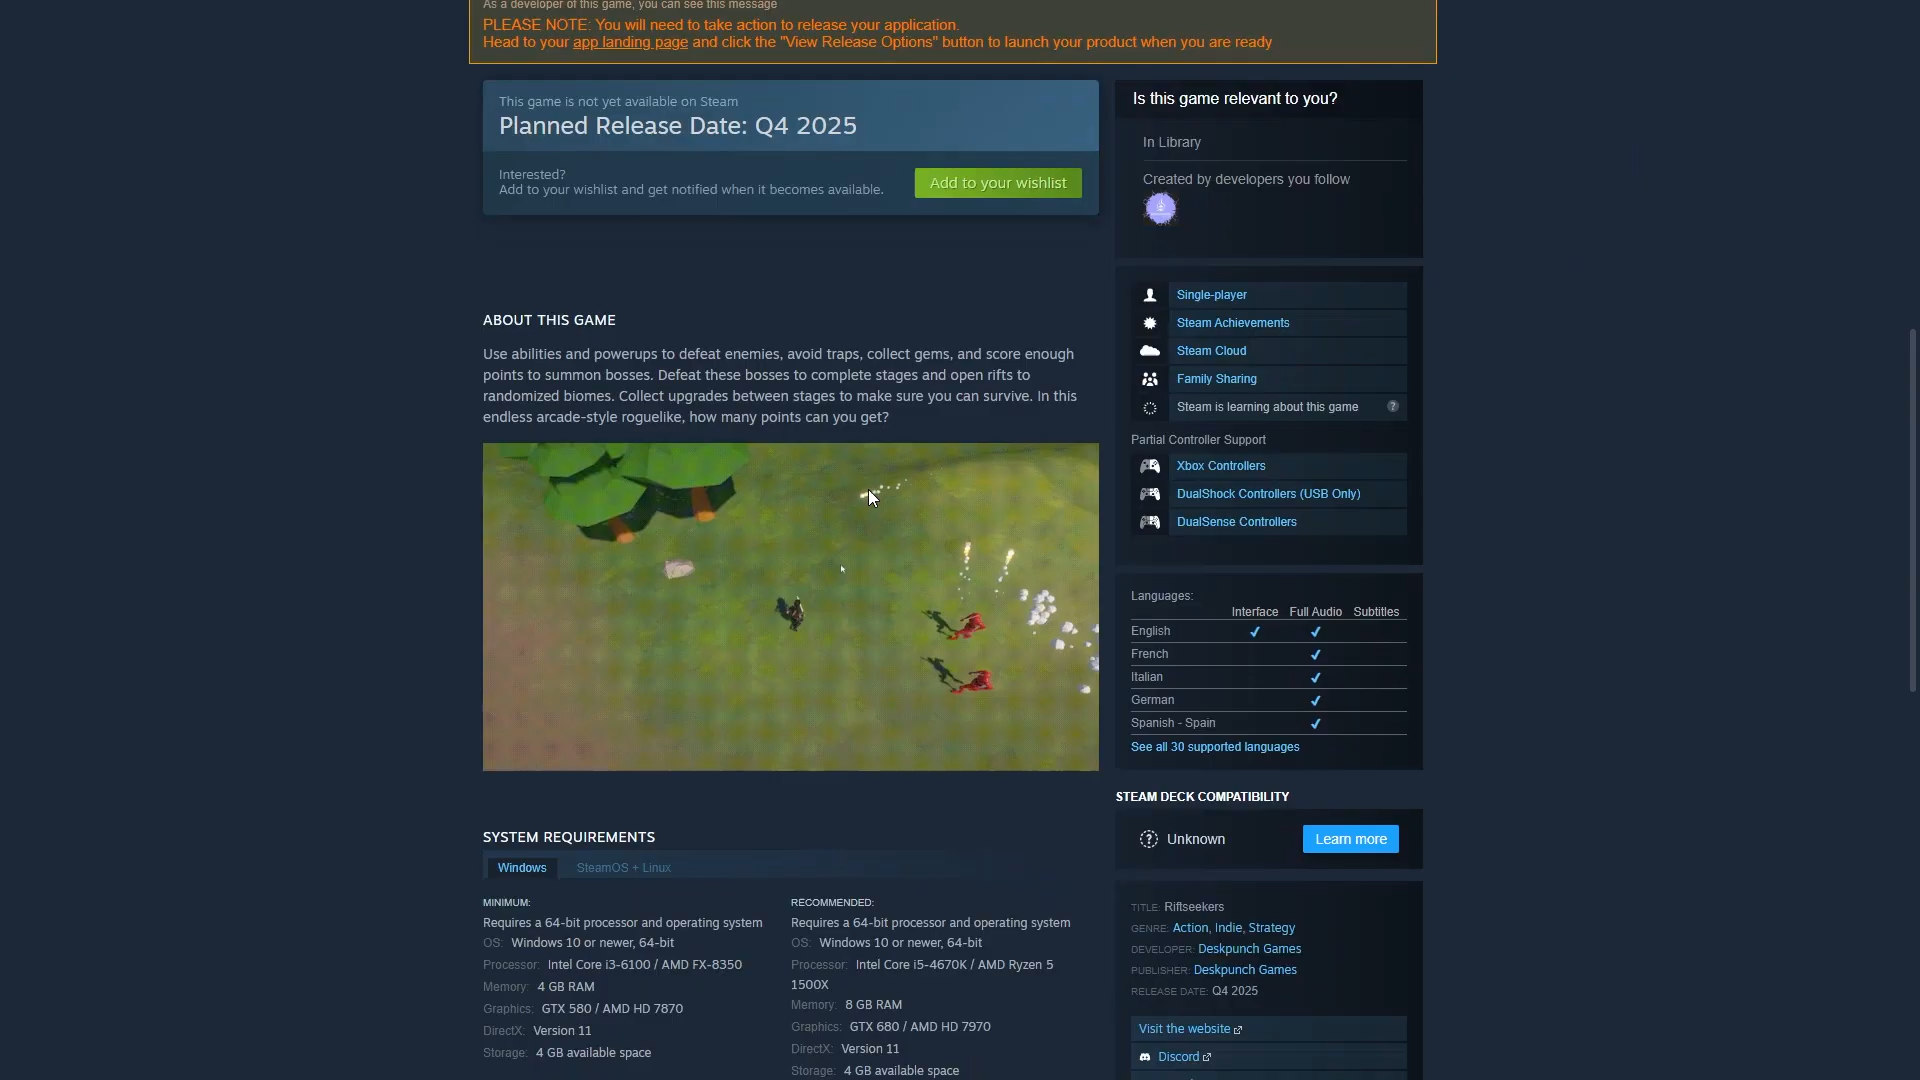 As a developer of this game, you can see this message
PLEASE NOTE: You will need to take action to release your application.
Head to your app landing page and click the "View Release Options" button to launch your product when you are ready
This game is not yet available on Steam
Planned Release Date: Q4 2025
Interested?
Add to your wishlist and get notified when it becomes available.
Add to your wishlist
ABOUT THIS GAME
Use abilities and powerups to defeat enemies, avoid traps, collect gems, and score enough
points to summon bosses. Defeat these bosses to complete stages and open rifts to
randomized biomes. Collect upgrades between stages to make sure you can survive. In this
endless arcade-style roguelike, how many points can you get?
SYSTEM REQUIREMENTS
Windows
SteamOS + Linux
MINIMUM:
Requires a 64-bit processor and operating system
OS: Windows 10 or newer, 64-bit
Processor: Intel Core i3-6100 / AMD FX-8350
Memory: 4 GB RAM
Graphics: GTX 580 / AMD HD 7870
DirectX: Version 11
Storage: 4 GB available space
RECOMMENDED:
Requires a 64-bit processor and operating system
OS: Windows 10 or newer, 64-bit
Processor: Intel Core i5-4670K / AMD Ryzen 5
1500X
Memory: 8 GB RAM
Graphics: GTX 680 / AMD HD 7970
DirectX: Version 11
Storage: 4 GB available space
Is this game relevant to you?
In Library
Created by developers you follow
Single-player
Steam Achievements
Steam Cloud
Family Sharing
Steam is learning about this game ?
Partial Controller Support
Xbox Controllers
DualShock Controllers (USB Only)
DualSense Controllers
Languages:
Interface Full Audio Subtitles
English ✔ ✔
French ✔
Italian ✔
German ✔
Spanish - Spain ✔
See all 30 supported languages
STEAM DECK COMPATIBILITY
? Unknown
Learn more
TITLE: Riftseekers
GENRE: Action, Indie, Strategy
DEVELOPER: Deskpunch Games
PUBLISHER: Deskpunch Games
RELEASE DATE: Q4 2025
Visit the website
Discord